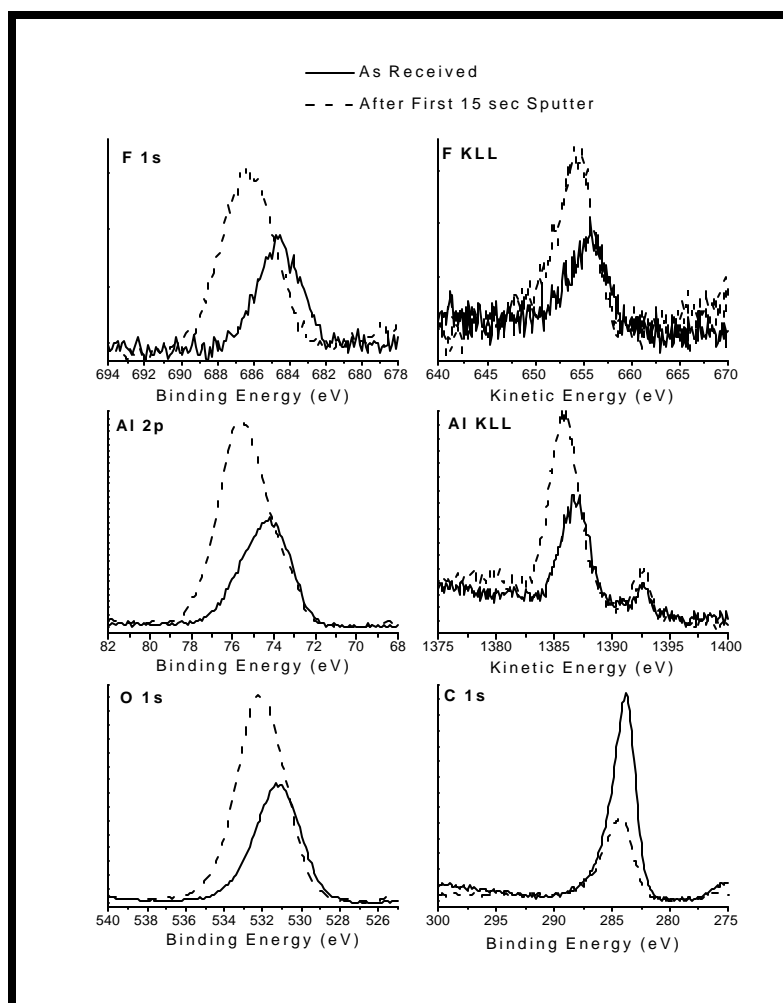 As Received
After First 15 sec Sputter
F 1s
F KLL
694 692 690 688 686 684 682 680 678
640 645 650 655 660 665 670
Binding Energy (eV)
Kinetic Energy (eV)
Al 2p
Al KLL
82 80 78 76 74 72 70 68
1375 1380 1386 1391 1395 1400
Binding Energy (eV)
Kinetic Energy (eV)
O 1s
C 1s
540 538 536 534 532 530 528 526
300 295 290 285 280 275
Binding Energy (eV)
Binding Energy (eV)